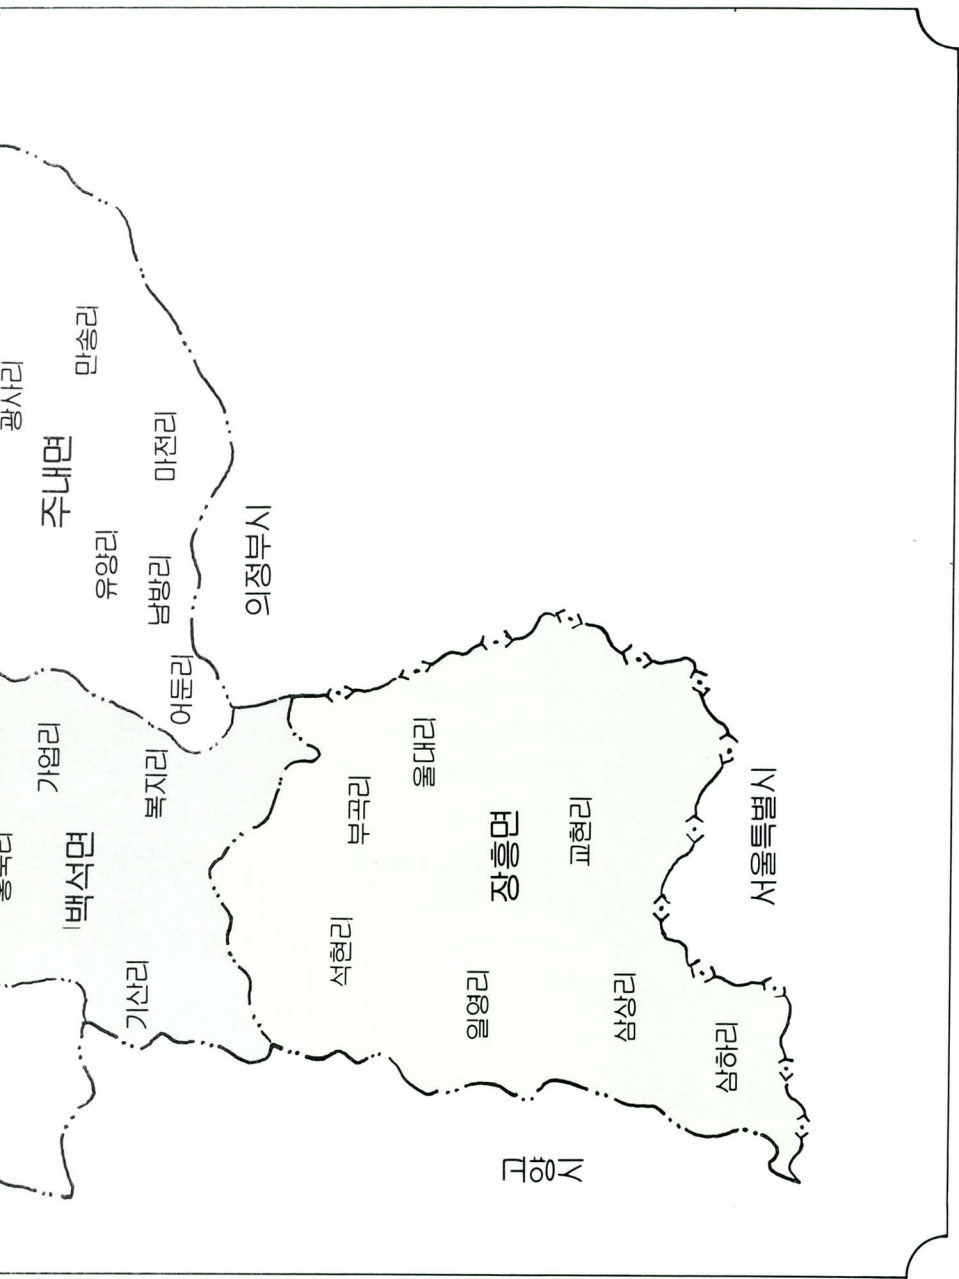 광사리
가업리
주내면
백석면
만송리
유양리
기산리
복지리
남방리
마전리
어둔리
의정부시
석현리
부곡리
울대리
일영리
장흥면
고양시
교현리
삼상리
삼하리
서울특별시